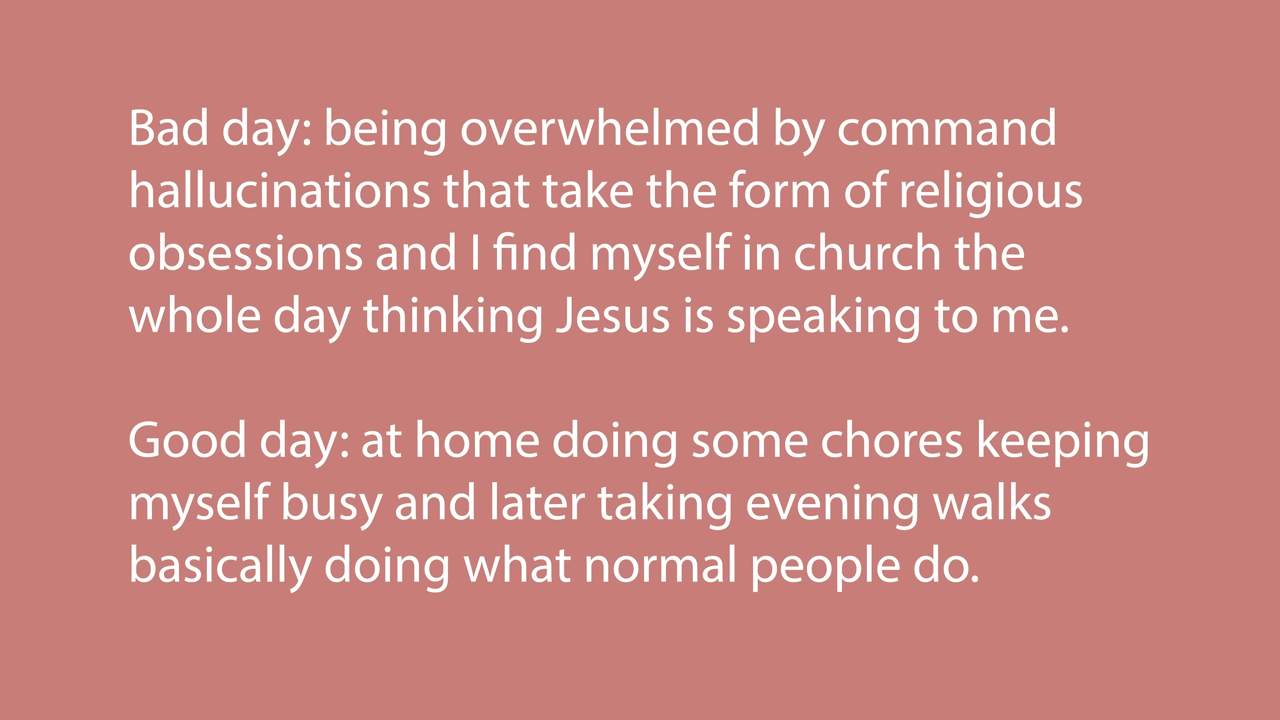 Bad day: being overwhelmed by command
hallucinations that take the form of religious
obsessions and I find myself in church the
whole day thinking Jesus is speaking to me.
Good day: at home doing some chores keeping
myself busy and later taking evening walks
basically doing what normal people do.